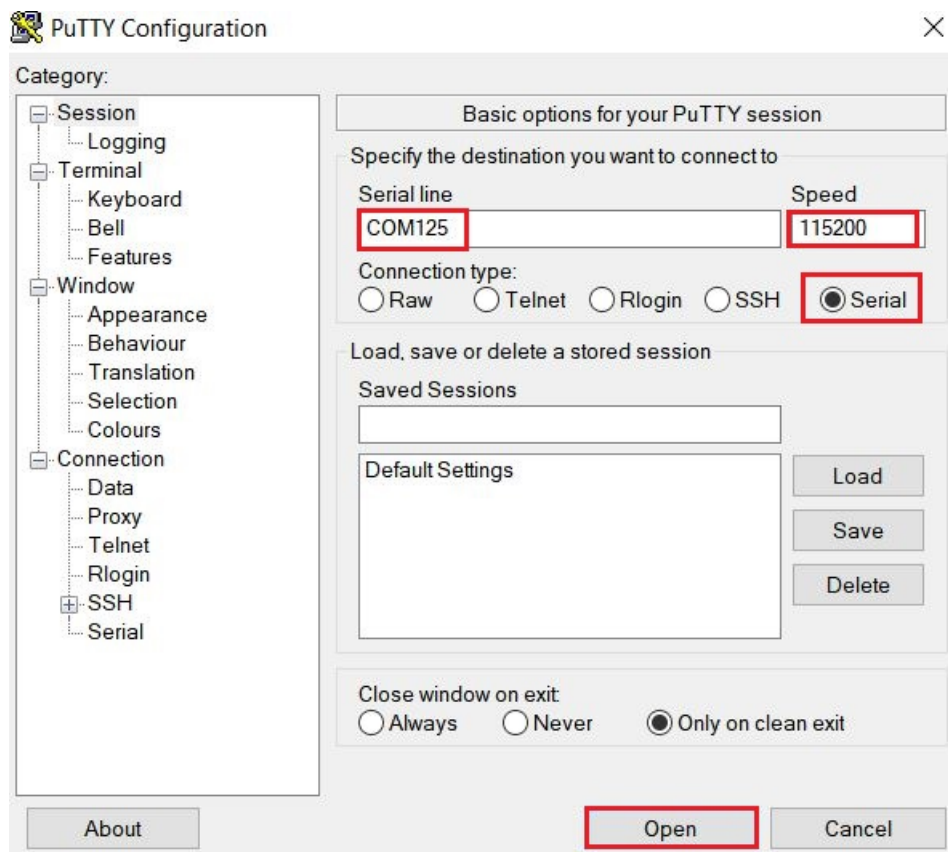 PuTTY Configuration
Category:
Session
Logging
Terminal
Keyboard
Bell
Features
Window
Appearance
Behaviour
Translation
Selection
Colours
Connection
Data
Proxy
Telnet
Rlogin
SSH
Serial
Basic options for your PuTTY session
Specify the destination you want to connect to
Serial line Speed
COM125 115200
Connection type:
Raw Telnet Rlogin SSH Serial
Load, save or delete a stored session
Saved Sessions
Default Settings
Load
Save
Delete
Close window on exit:
Always Never Only on clean exit
About Open Cancel